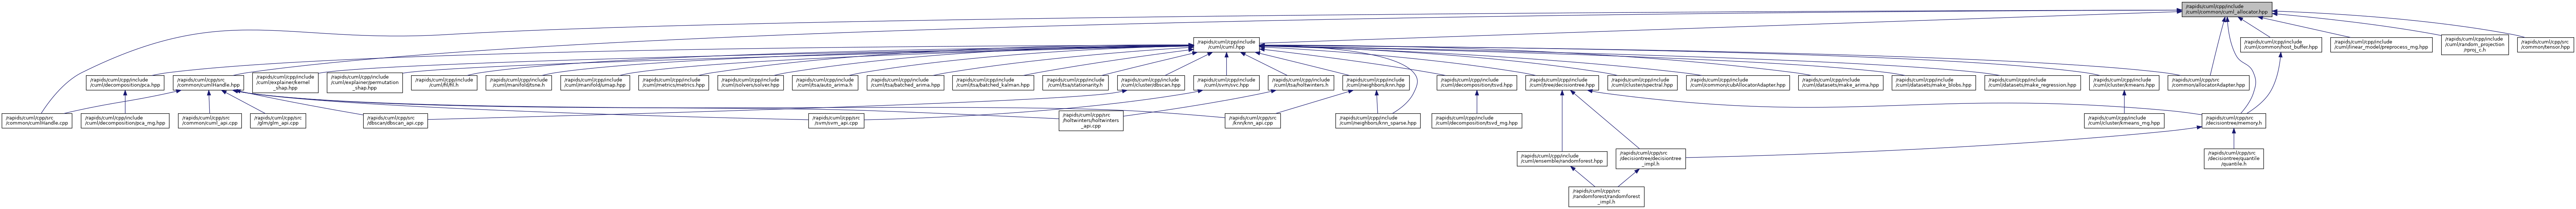 /rapids/cuml/cpp/include
/cuml/common/cuml_allocator.hpp
/rapids/cuml/cpp/include
/cuml/cuml.hpp
/rapids/cuml/cpp/include
/cuml/common/host_buffer.hpp
/rapids/cuml/cpp/include
/cuml/linear_model/preprocess_mg.hpp
/rapids/cuml/cpp/include
/cuml/random_projection
/rproj_c.h
/rapids/cuml/cpp/src
/common/tensor.hpp
/rapids/cuml/cpp/include
/cuml/decomposition/pca.hpp
/rapids/cuml/cpp/src
/common/cumlHandle.hpp
/rapids/cuml/cpp/include
/cuml/explainer/kernel
_shap.hpp
/rapids/cuml/cpp/include
/cuml/explainer/permutation
_shap.hpp
/rapids/cuml/cpp/include
/cuml/fil/fil.h
/rapids/cuml/cpp/include
/cuml/manifold/tsne.h
/rapids/cuml/cpp/include
/cuml/manifold/umap.hpp
/rapids/cuml/cpp/include
/cuml/metrics/metrics.hpp
/rapids/cuml/cpp/include
/cuml/solvers/solver.hpp
/rapids/cuml/cpp/include
/cuml/tsa/auto_arima.h
/rapids/cuml/cpp/include
/cuml/tsa/batched_arima.hpp
/rapids/cuml/cpp/include
/cuml/tsa/batched_kalman.hpp
/rapids/cuml/cpp/include
/cuml/tsa/stationarity.h
/rapids/cuml/cpp/include
/cuml/cluster/dbscan.hpp
/rapids/cuml/cpp/include
/cuml/svm/svc.hpp
/rapids/cuml/cpp/include
/cuml/tsa/holtwinters.h
/rapids/cuml/cpp/include
/cuml/neighbors/knn.hpp
/rapids/cuml/cpp/include
/cuml/decomposition/tsvd.hpp
/rapids/cuml/cpp/include
/cuml/tree/decisiontree.hpp
/rapids/cuml/cpp/include
/cuml/cluster/spectral.hpp
/rapids/cuml/cpp/include
/cuml/common/cubAllocatorAdapter.hpp
/rapids/cuml/cpp/include
/cuml/datasets/make_arima.hpp
/rapids/cuml/cpp/include
/cuml/datasets/make_blobs.hpp
/rapids/cuml/cpp/include
/cuml/datasets/make_regression.hpp
/rapids/cuml/cpp/include
/cuml/cluster/kmeans.hpp
/rapids/cuml/cpp/src
/common/allocatorAdapter.hpp
/rapids/cuml/cpp/src
/common/cumlHandle.cpp
/rapids/cuml/cpp/include
/cuml/decomposition/pca_mg.hpp
/rapids/cuml/cpp/src
/common/cuml_api.cpp
/rapids/cuml/cpp/src
/glm/glm_api.cpp
/rapids/cuml/cpp/src
/dbscan/dbscan_api.cpp
/rapids/cuml/cpp/src
/svm/svm_api.cpp
/rapids/cuml/cpp/src
/holtwinters/holtwinters
_api.cpp
/rapids/cuml/cpp/src
/knn/knn_api.cpp
/rapids/cuml/cpp/include
/cuml/neighbors/knn_sparse.hpp
/rapids/cuml/cpp/include
/cuml/decomposition/tsvd_mg.hpp
/rapids/cuml/cpp/include
/cuml/cluster/kmeans_mg.hpp
/rapids/cuml/cpp/src
/decisiontree/memory.h
/rapids/cuml/cpp/include
/cuml/ensemble/randomforest.hpp
/rapids/cuml/cpp/src
/decisiontree/decisiontree
_impl.h
/rapids/cuml/cpp/src
/decisiontree/quantile
/quantile.h
/rapids/cuml/cpp/src
/randomforest/randomforest
_impl.h